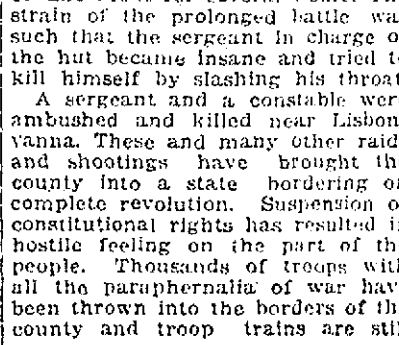 strain of the prolonged battle wa
such that the sergeant in charge o
the hut became insane and tried t
kill himself by slashing his throat
A sergeant and a constable wer
ambushed and killed near Lisbon
vanna. These and many other raid
and shootings have brought th
county into a state bordering o
complete revolution. Suspension o
constitutional rights has resulted i
hostile feeling on the part of th
people. Thousands of troops wit
all the paraphernalia of war hav
been thrown into the borders of th
county and troop trains are stil